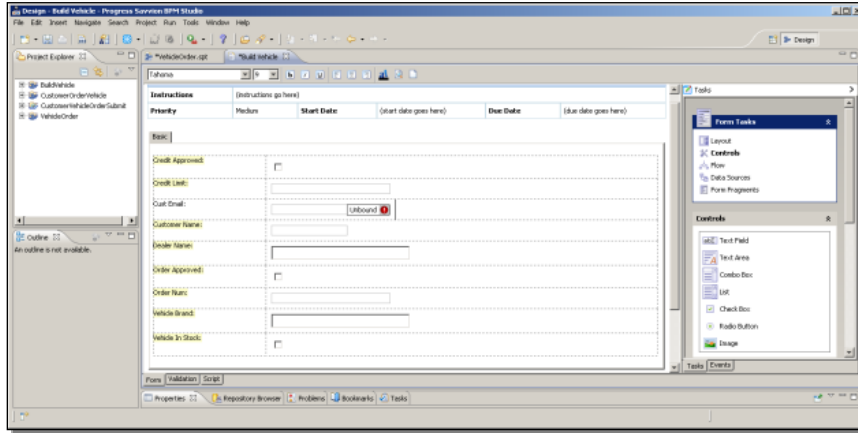 Design - Build Vehicle - Progress Savvion BPM Studio
File Edit Insert Navigate Search Project Run Tools Window Help
Design
Project Explorer
*VehicleOrder.spt
*Build Vehicle
Tahoma 9
BuildVehicle
CustomerOrderVehicle
CustomerVehicleOrderSubmit
VehicleOrder
Outline
An outline is not available.
Instructions (instructions go here)
Priority Medium Start Date (start date goes here) Due Date (due date goes here)
Basic
Credit Approved:
Credit Limit:
Cust Email:
Unbound
Customer Name:
Dealer Name:
Order Approved:
Order Num:
Vehicle Brand:
Vehicle In Stock:
Form Validation Script
Tasks
Form Tasks
Layout
Controls
Flow
Data Sources
Form Fragments
Controls
Text Field
Text Area
Combo Box
List
Check Box
Radio Button
Image
Tasks Events
Properties Repository Browser Problems Bookmarks Tasks